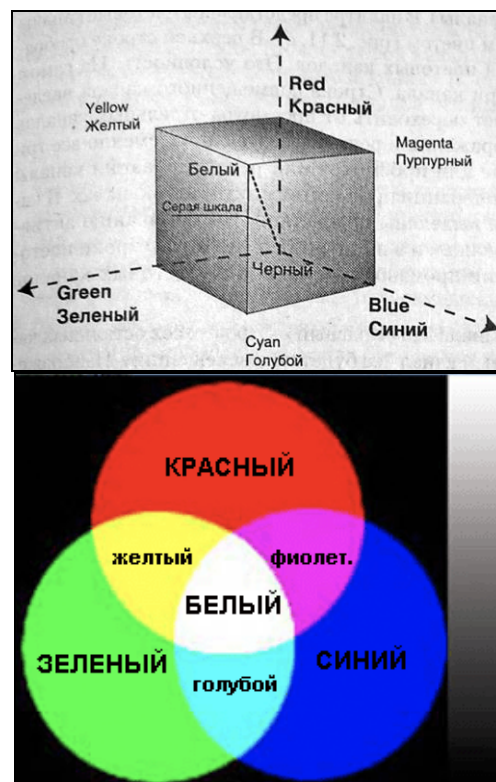 Red
Красный
Yellow
Желтый
Magenta
Пурпурный
Белый
Серая шкала
Черный
Green
Зеленый
Blue
Синий
Cyan
Голубой
КРАСНЫЙ
желтый
фиолет.
БЕЛЫЙ
ЗЕЛЕНЫЙ
СИНИЙ
голубой